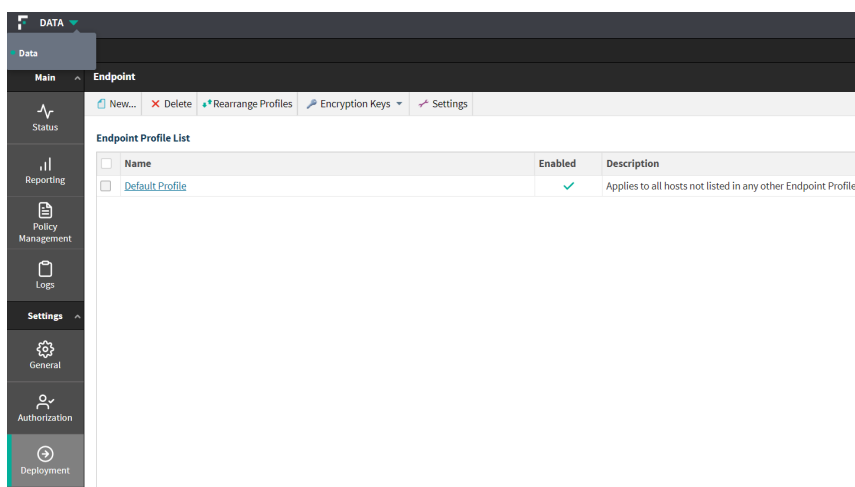 DATA
Data
Main
Endpoint
New... Delete Rearrange Profiles Encryption Keys Settings
Status
Endpoint Profile List
Name Enabled Description
Reporting
Default Profile Applies to all hosts not listed in any other Endpoint Profile
Policy
Management
Logs
Settings
General
Authorization
Deployment